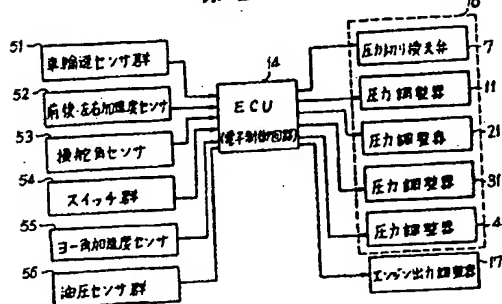 51
車輪速センサ群
52
前後・左右加速度センサ
53
操舵角センサ
54
スイッチ群
55
ヨー角加速度センサ
56
油圧センサ群
14
ECU
(電子制御回路)
16
圧力切り換え弁
7
圧力調整器
11
圧力調整器
21
圧力調整器
31
圧力調整器
4
エンジン出力調整器
17